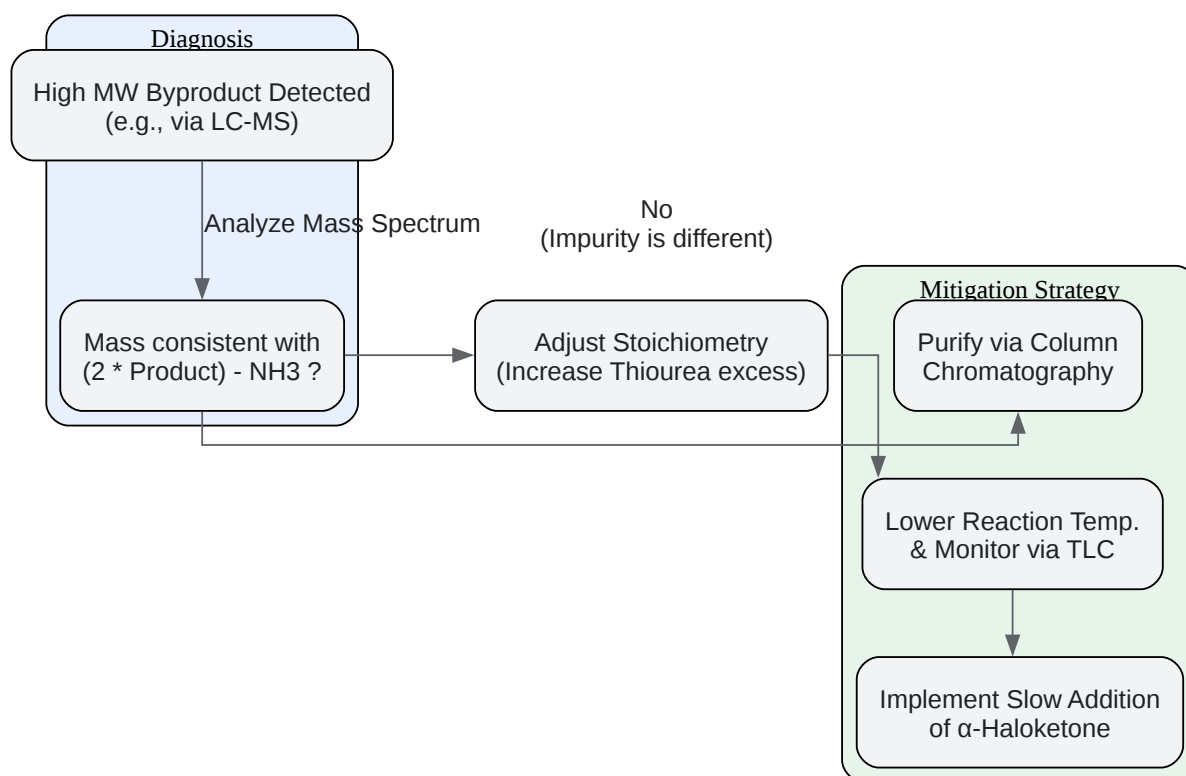 Diagnosis
High MW Byproduct Detected
(e.g., via LC-MS)
Analyze Mass Spectrum
No
(Impurity is different)
Mitigation Strategy
Mass consistent with
(2 * Product) - NH3 ?
Adjust Stoichiometry
(Increase Thiourea excess)
Purify via Column
Chromatography
Lower Reaction Temp.
& Monitor via TLC
Implement Slow Addition
of α-Haloketone